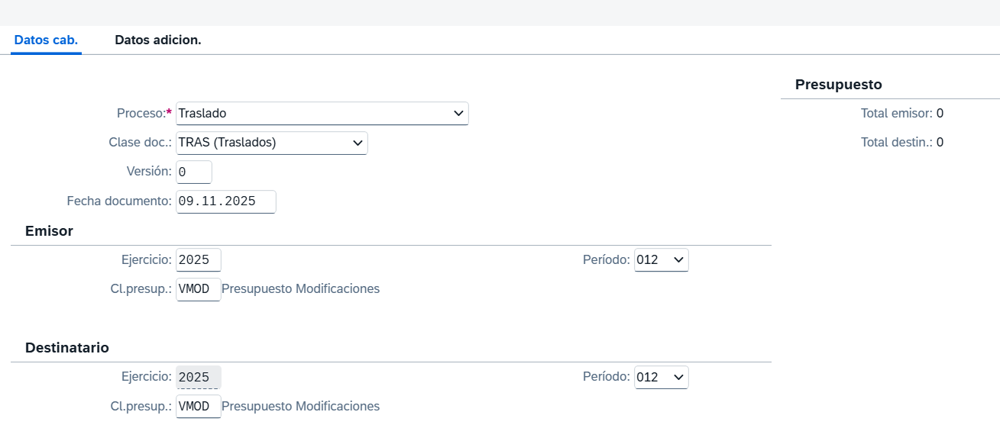 Datos cab. Datos adicion.
Presupuesto
Proceso:* Traslado
Total emisor: 0
Clase doc.: TRAS (Traslados)
Total destin.: 0
Versión: 0
Fecha documento: 09.11.2025
Emisor
Ejercicio: 2025 Período: 012
Cl.presup.: VMOD Presupuesto Modificaciones
Destinatario
Ejercicio: 2025 Período: 012
Cl.presup.: VMOD Presupuesto Modificaciones